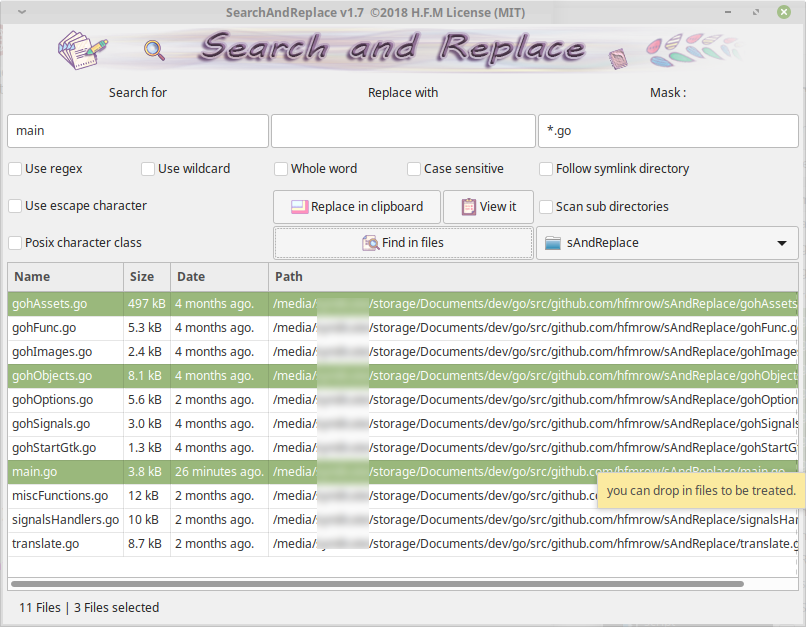 SearchAndReplace v1.7 ©2018 H.F.M License (MIT)
Search and Replace
Search for Replace with Mask :
main *.go
Use regex Use wildcard Whole word Case sensitive Follow symlink directory
Use escape character Replace in clipboard View it Scan sub directories
Posix character class Find in files sAndReplace
Name Size Date Path
gohAssets.go 497 kB 4 months ago. /media/ /storage/Documents/dev/go/src/github.com/hfmrow/sAndReplace/gohAssets
gohFunc.go 5.3 kB 4 months ago. /media/ /storage/Documents/dev/go/src/github.com/hfmrow/sAndReplace/gohFunc.g
gohImages.go 2.4 kB 4 months ago. /media/ /storage/Documents/dev/go/src/github.com/hfmrow/sAndReplace/gohImage
gohObjects.go 8.1 kB 4 months ago. /media/ /storage/Documents/dev/go/src/github.com/hfmrow/sAndReplace/gohObject
gohOptions.go 5.6 kB 2 months ago. /media/ /storage/Documents/dev/go/src/github.com/hfmrow/sAndReplace/gohOption
gohSignals.go 3.0 kB 4 months ago. /media/ /storage/Documents/dev/go/src/github.com/hfmrow/sAndReplace/gohSignals
gohStartGtk.go 1.3 kB 4 months ago. /media/ /storage/Documents/dev/go/src/github.com/hfmrow/sAndReplace/gohStartG
main.go 3.8 kB 26 minutes ago. /media/ /storage/Documents/dev/go/src/github.com/hfmrow/sAndReplace/main.go
miscFunctions.go 12 kB 2 months ago. /media/ /storage/Documents/dev/go/src/github.co
you can drop in files to be treated.
signalsHandlers.go 10 kB 2 months ago. /media/ /storage/Documents/dev/go/src/github.com/hfmrow/sAndReplace/signalsHar
translate.go 8.7 kB 2 months ago. /media/ /storage/Documents/dev/go/src/github.com/hfmrow/sAndReplace/translate.g
11 Files | 3 Files selected